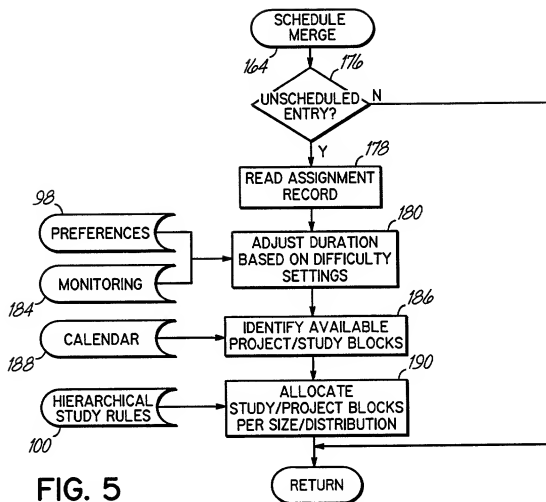 SCHEDULE
MERGE
164
176
UNSCHEDULED
ENTRY?
N
Y
178
READ ASSIGNMENT
RECORD
98
PREFERENCES
180
ADJUST DURATION
BASED ON DIFFICULTY
SETTINGS
MONITORING
184
186
IDENTIFY AVAILABLE
PROJECT/STUDY BLOCKS
CALENDAR
188
190
ALLOCATE
STUDY/PROJECT BLOCKS
PER SIZE/DISTRIBUTION
HIERARCHICAL
STUDY RULES
100
RETURN
FIG. 5